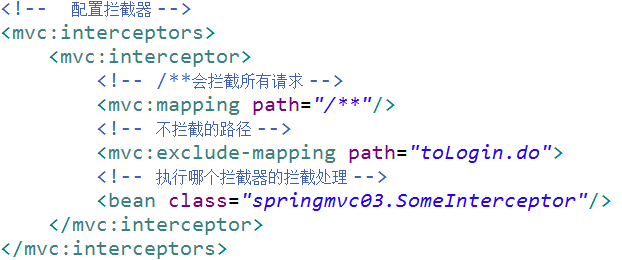 <!--  配置拦截器 -->
<mvc:interceptors>
    <mvc:interceptor>
        <!-- /**会拦截所有请求 -->
        <mvc:mapping path="/**"/>
        <!-- 不拦截的路径 -->
        <mvc:exclude-mapping path="toLogin.do">
        <!-- 执行哪个拦截器的拦截处理 -->
        <bean class="springmvc03.SomeInterceptor"/>
    </mvc:interceptor>
</mvc:interceptors>